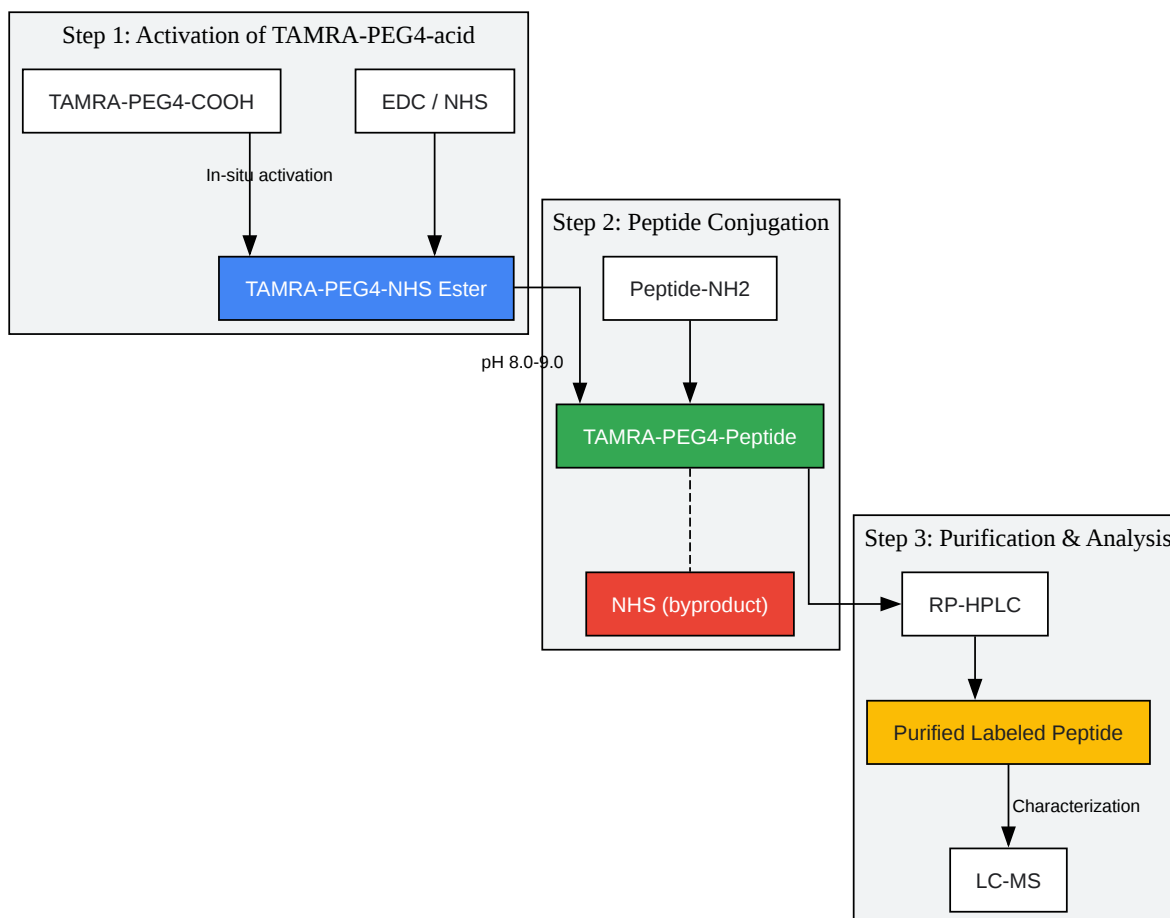 Step 1: Activation of TAMRA-PEG4-acid
TAMRA-PEG4-COOH
EDC / NHS
In-situ activation
TAMRA-PEG4-NHS Ester
Step 2: Peptide Conjugation
Peptide-NH2
pH 8.0-9.0
TAMRA-PEG4-Peptide
NHS (byproduct)
Step 3: Purification & Analysis
RP-HPLC
Purified Labeled Peptide
Characterization
LC-MS